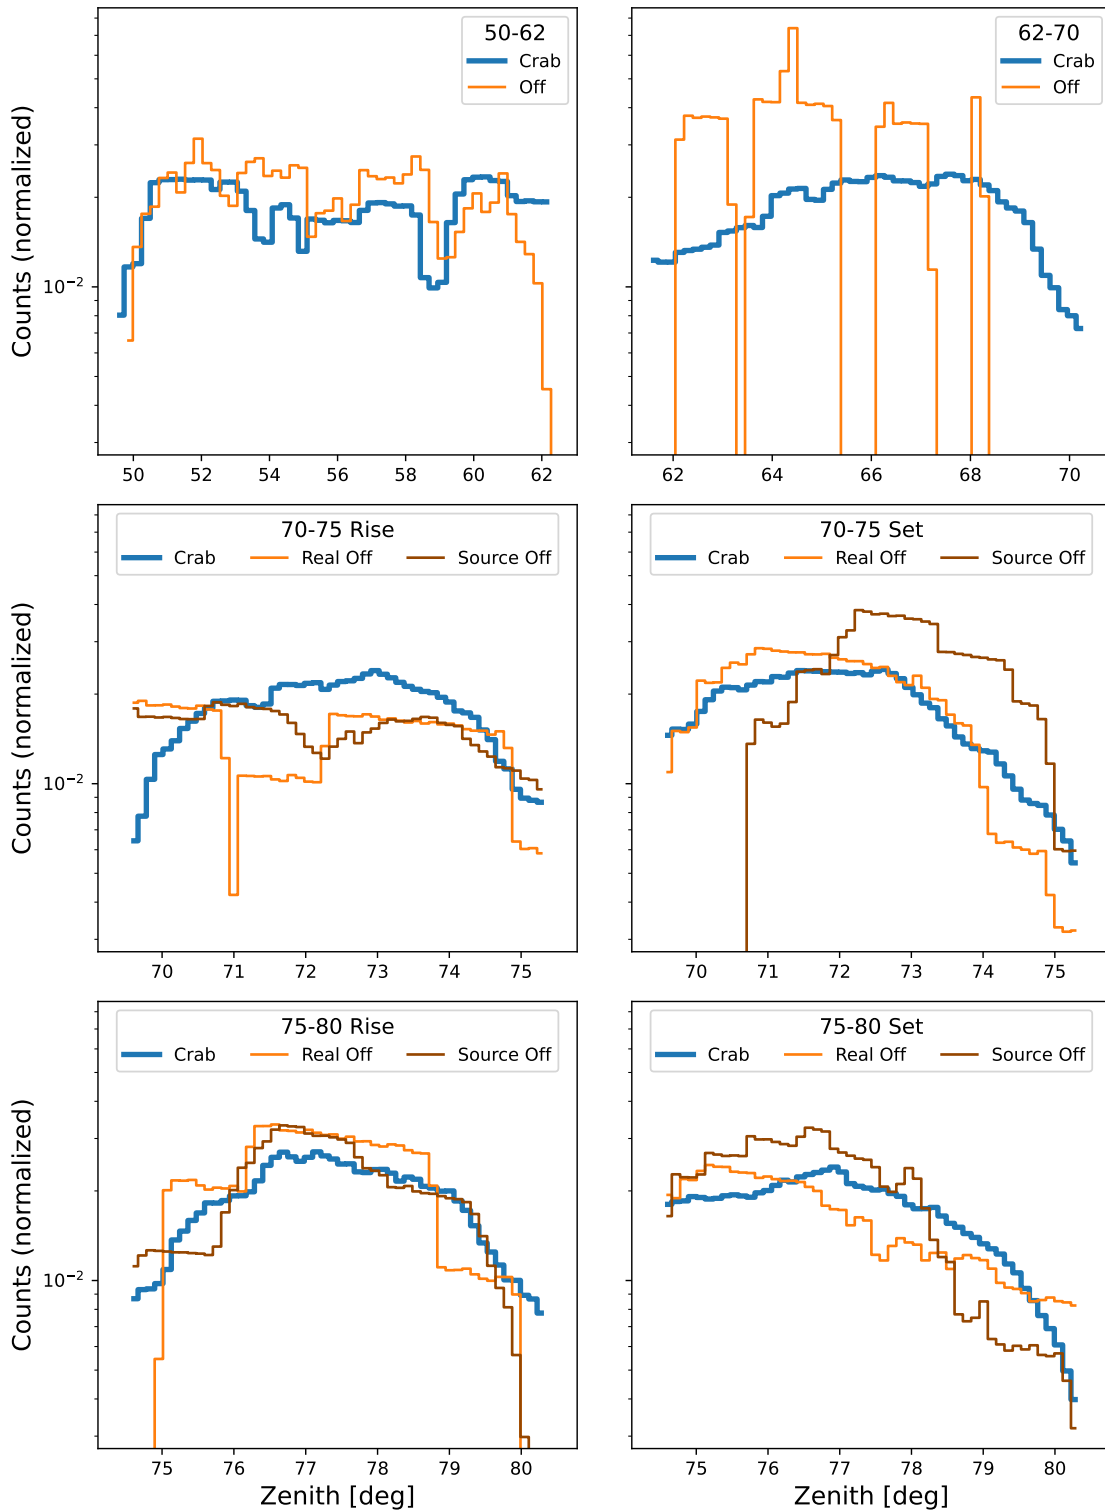 50-62
Crab
Off
Counts (normalized)
10⁻²
50 52 54 56 58 60 62
62-70
Crab
Off
62 64 66 68 70
70-75 Rise
Crab Real Off Source Off
Counts (normalized)
10⁻²
70 71 72 73 74 75
70-75 Set
Crab Real Off Source Off
10⁻²
70 71 72 73 74 75
75-80 Rise
Crab Real Off Source Off
Counts (normalized)
10⁻²
75 76 77 78 79 80
Zenith [deg]
75-80 Set
Crab Real Off Source Off
10⁻²
75 76 77 78 79 80
Zenith [deg]